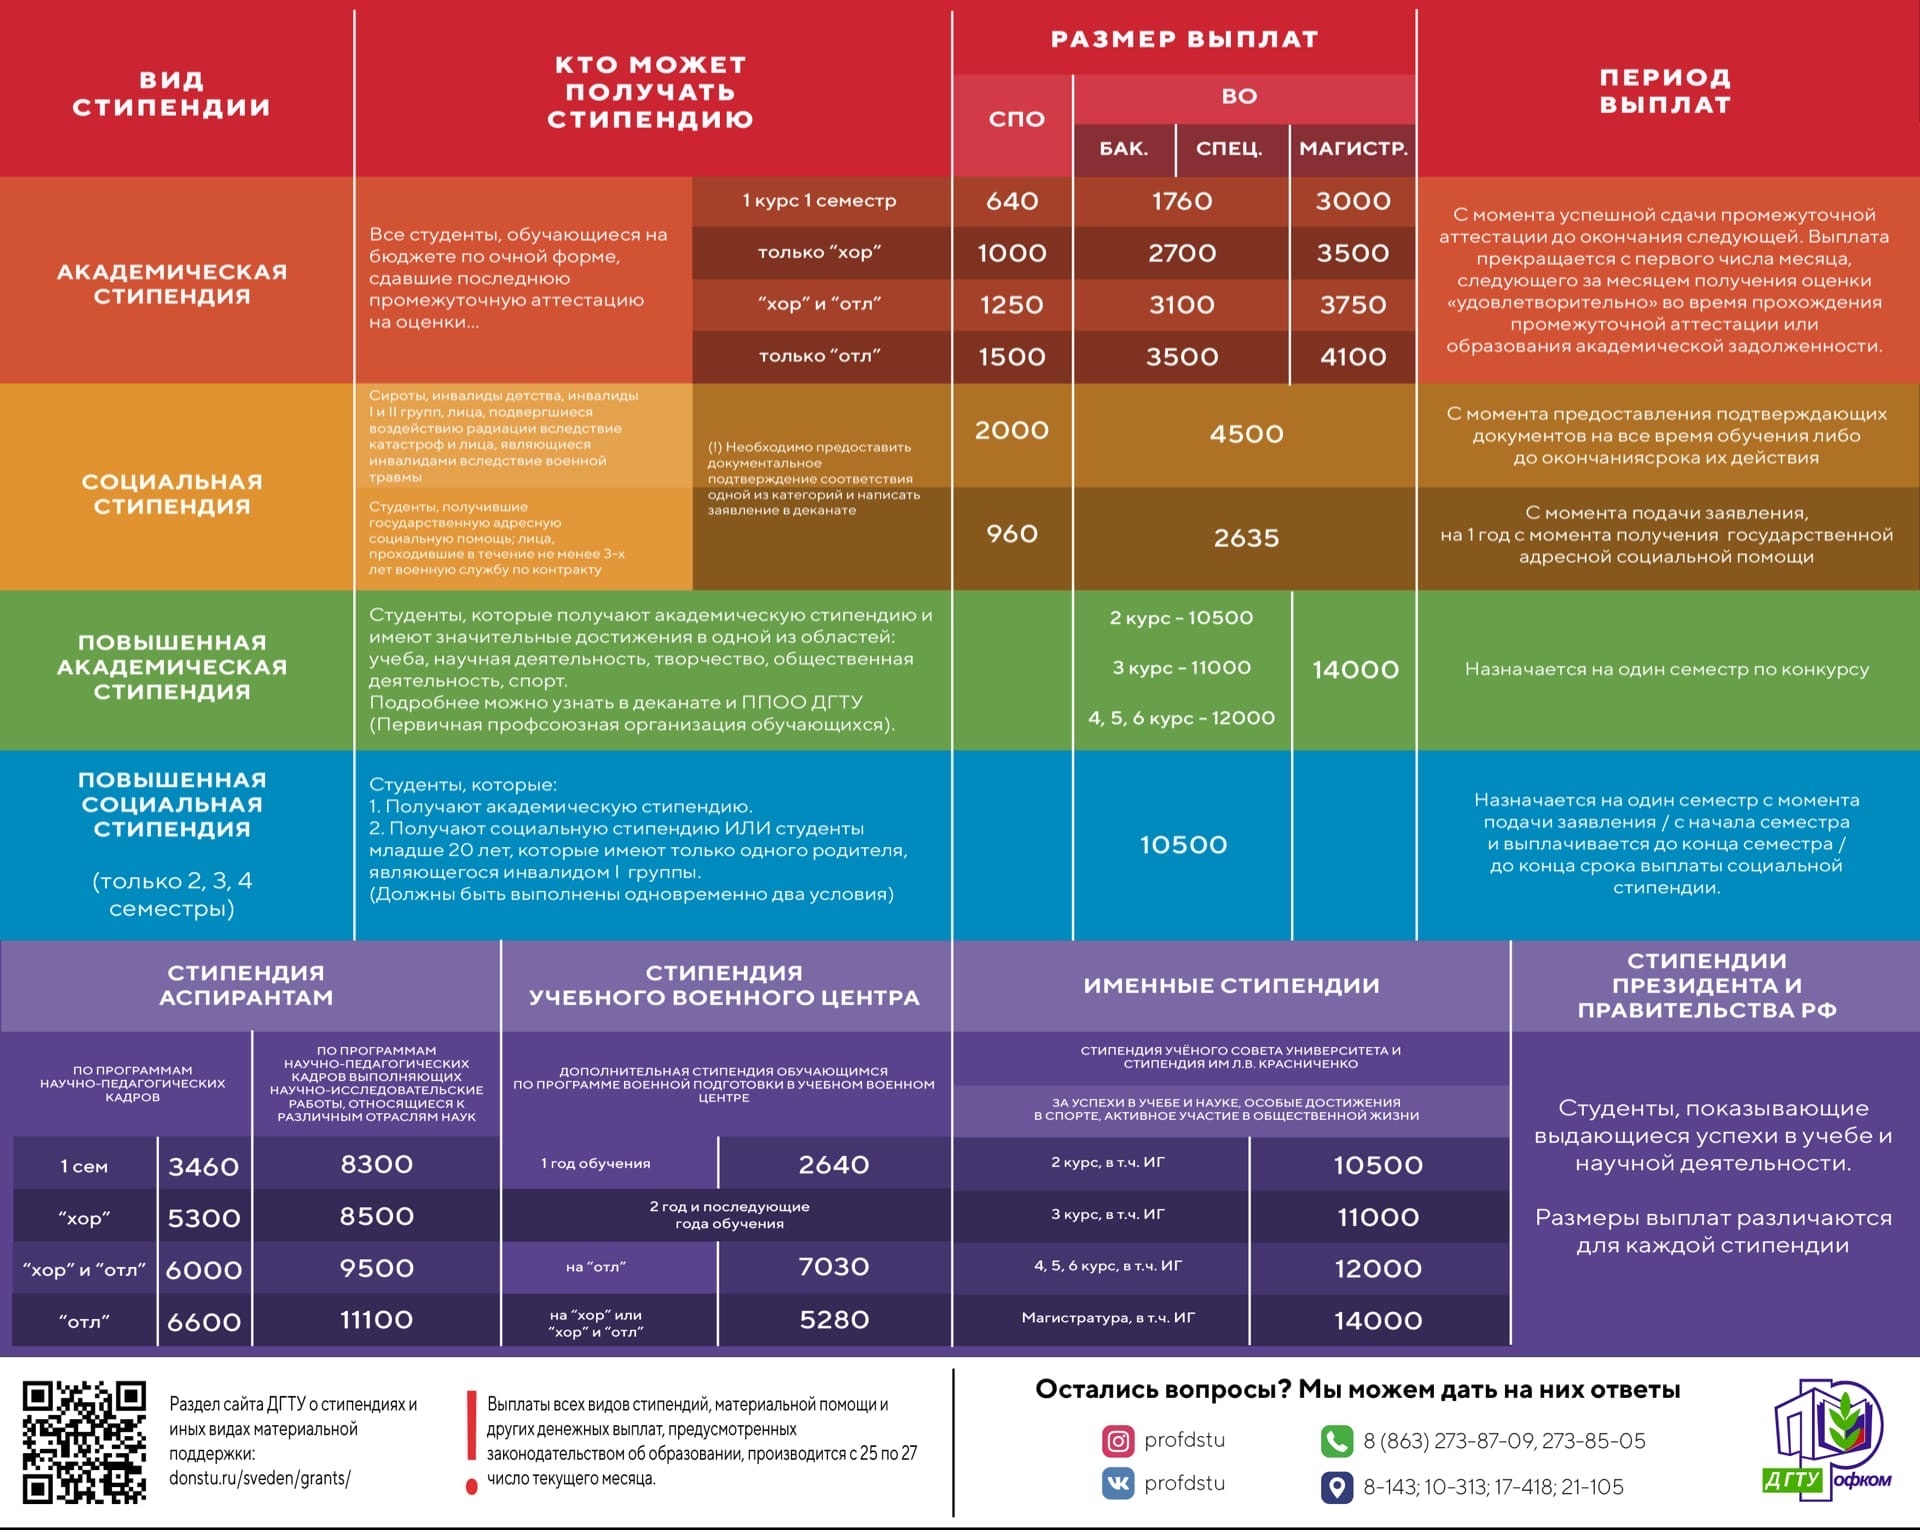 ВИД
СТИПЕНДИИ
КТО МОЖЕТ
ПОЛУЧАТЬ
СТИПЕНДИЮ
РАЗМЕР ВЫПЛАТ
СПО
ВО
БАК.
СПЕЦ.
МАГИСТР.
ПЕРИОД
ВЫПЛАТ
АКАДЕМИЧЕСКАЯ
СТИПЕНДИЯ
Все студенты, обучающиеся на
бюджете по очной форме,
сдавшие последнюю
промежуточную аттестацию
на оценки...
1 курс 1 семестр
640
1760
3000
только "хор"
1000
2700
3500
"хор" и "отл"
1250
3100
3750
только "отл"
1500
3500
4100
С момента успешной сдачи промежуточной
аттестации до окончания следующей. Выплата
прекращается с первого числа месяца,
следующего за месяцем получения оценки
«удовлетворительно» во время прохождения
промежуточной аттестации или
образования академической задолженности.
СОЦИАЛЬНАЯ
СТИПЕНДИЯ
Сироты, инвалиды детства, инвалиды
I и II групп, лица, подвергшиеся
воздействию радиации вследствие
катастроф и лица, являющиеся
инвалидами вследствие военной
травмы
Студенты, получившие
государственную адресную
социальную помощь; лица,
проходившие в течение не менее 3-х
лет военную службу по контракту
(!) Необходимо предоставить
документальное
подтверждение соответствия
одной из категорий и написать
заявление в деканате
2000
4500
С момента предоставления подтверждающих
документов на все время обучения либо
до окончаниясрока их действия
960
2635
С момента подачи заявления,
на 1 год с момента получения государственной
адресной социальной помощи
ПОВЫШЕННАЯ
АКАДЕМИЧЕСКАЯ
СТИПЕНДИЯ
Студенты, которые получают академическую стипендию и
имеют значительные достижения в одной из областей:
учеба, научная деятельность, творчество, общественная
деятельность, спорт.
Подробнее можно узнать в деканате и ППОО ДГТУ
(Первичная профсоюзная организация обучающихся).
2 курс - 10500
3 курс - 11000
4, 5, 6 курс - 12000
14000
Назначается на один семестр по конкурсу
ПОВЫШЕННАЯ
СОЦИАЛЬНАЯ
СТИПЕНДИЯ
(только 2, 3, 4
семестры)
Студенты, которые:
1. Получают академическую стипендию.
2. Получают социальную стипендию ИЛИ студенты
младше 20 лет, которые имеют только одного родителя,
являющегося инвалидом I группы.
(Должны быть выполнены одновременно два условия)
10500
Назначается на один семестр с момента
подачи заявления / с начала семестра
и выплачивается до конца семестра /
до конца срока выплаты социальной
стипендии.
СТИПЕНДИЯ
АСПИРАНТАМ
ПО ПРОГРАММАМ
НАУЧНО-ПЕДАГОГИЧЕСКИХ
КАДРОВ
ПО ПРОГРАММАМ
НАУЧНО-ПЕДАГОГИЧЕСКИХ
КАДРОВ ВЫПОЛНЯЮЩИХ
НАУЧНО-ИССЛЕДОВАТЕЛЬСКИЕ
РАБОТЫ, ОТНОСЯЩИЕСЯ К
РАЗЛИЧНЫМ ОТРАСЛЯМ НАУК
1 сем
3460
8300
"хор"
5300
8500
"хор" и "отл"
6000
9500
"отл"
6600
11100
СТИПЕНДИЯ
УЧЕБНОГО ВОЕННОГО ЦЕНТРА
ДОПОЛНИТЕЛЬНАЯ СТИПЕНДИЯ ОБУЧАЮЩИМСЯ
ПО ПРОГРАММЕ ВОЕННОЙ ПОДГОТОВКИ В УЧЕБНОМ ВОЕННОМ
ЦЕНТРЕ
1 год обучения
2640
2 год и последующие
года обучения
на "отл"
7030
на "хор" или
"хор" и "отл"
5280
ИМЕННЫЕ СТИПЕНДИИ
СТИПЕНДИЯ УЧЁНОГО СОВЕТА УНИВЕРСИТЕТА И
СТИПЕНДИЯ ИМ Л.В. КРАСНИЧЕНКО
ЗА УСПЕХИ В УЧЕБЕ И НАУКЕ, ОСОБЫЕ ДОСТИЖЕНИЯ
В СПОРТЕ, АКТИВНОЕ УЧАСТИЕ В ОБЩЕСТВЕННОЙ ЖИЗНИ
2 курс, в т.ч. ИГ
10500
3 курс, в т.ч. ИГ
11000
4, 5, 6 курс, в т.ч. ИГ
12000
Магистратура, в т.ч. ИГ
14000
СТИПЕНДИИ
ПРЕЗИДЕНТА И
ПРАВИТЕЛЬСТВА РФ
Студенты, показывающие
выдающиеся успехи в учебе и
научной деятельности.
Размеры выплат различаются
для каждой стипендии
Раздел сайта ДГТУ о стипендиях и
иных видах материальной
поддержки:
donstu.ru/sveden/grants/
Выплаты всех видов стипендий, материальной помощи и
других денежных выплат, предусмотренных
законодательством об образовании, производится с 25 по 27
число текущего месяца.
Остались вопросы? Мы можем дать на них ответы
profdstu
8 (863) 273-87-09, 273-85-05
profdstu
8-143; 10-313; 17-418; 21-105
ДГТУ
офком